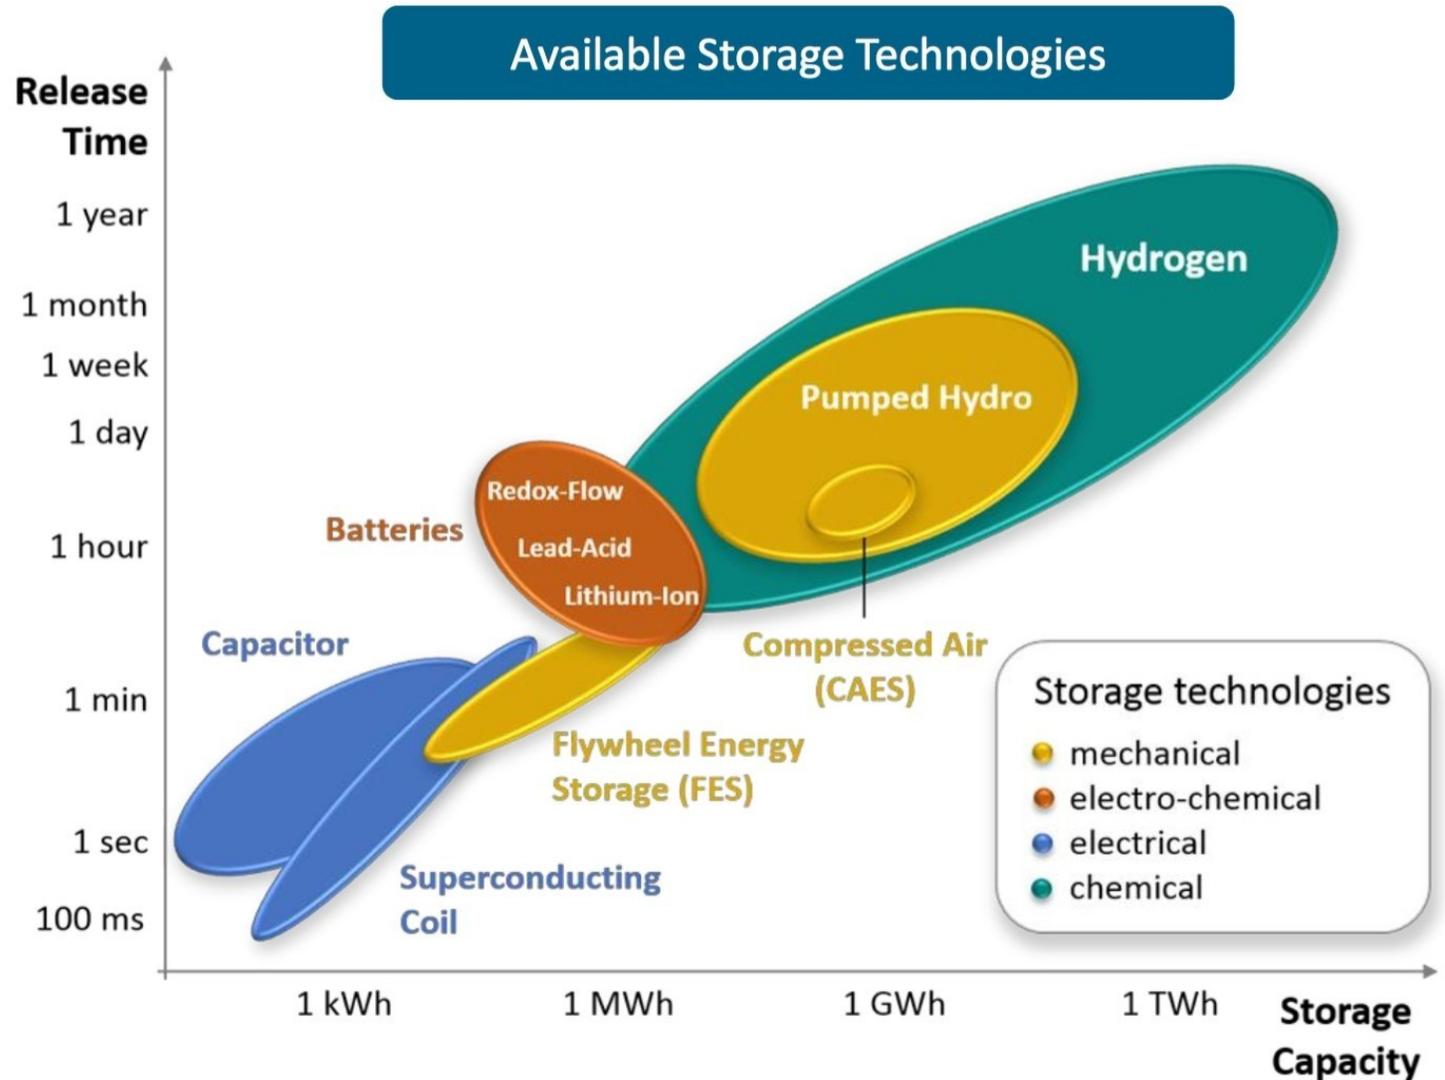 Available Storage Technologies
Release
Time
1 year
1 month
1 week
1 day
1 hour
1 min
1 sec
100 ms
Hydrogen
Pumped Hydro
Redox-Flow
Lead-Acid
Lithium-Ion
Batteries
Capacitor
Compressed Air
(CAES)
Flywheel Energy
Storage (FES)
Superconducting
Coil
Storage technologies
mechanical
electro-chemical
electrical
chemical
1 kWh
1 MWh
1 GWh
1 TWh
Storage
Capacity